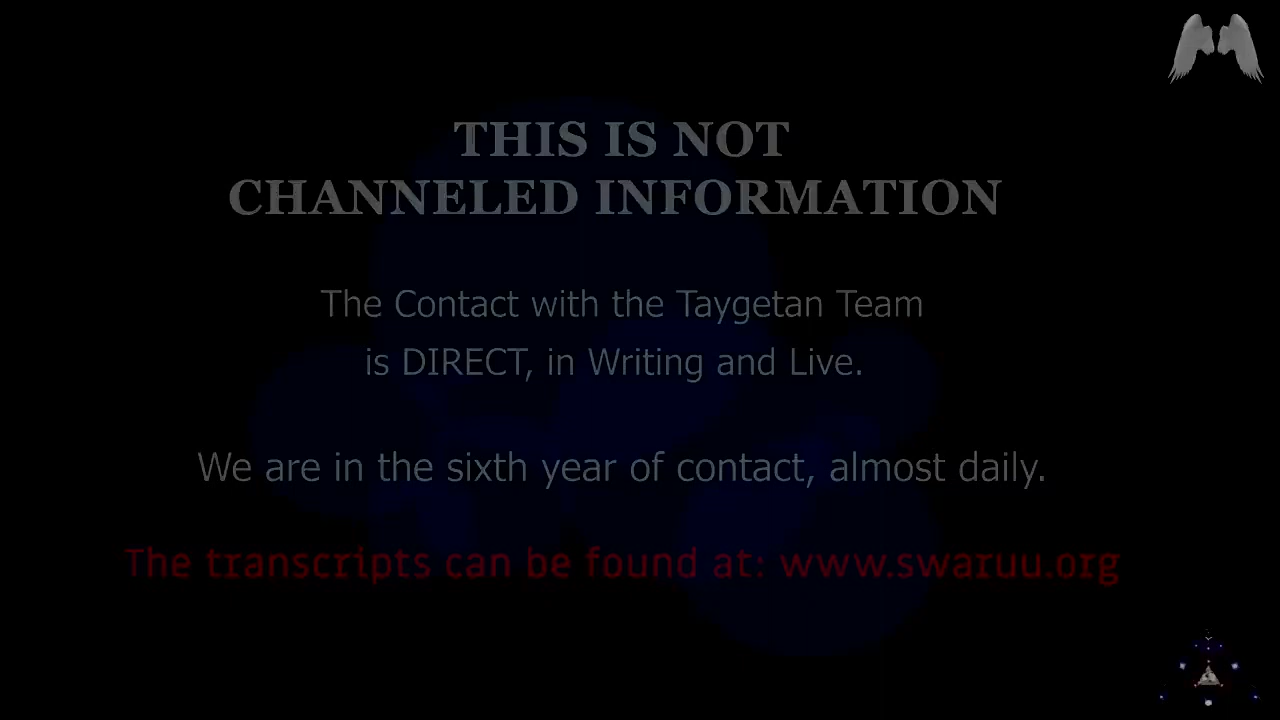 THIS IS NOT
CHANNELED INFORMATION
The Contact with the Taygetan Team
is DIRECT, in Writing and Live.
We are in the sixth year of contact, almost daily.
The transcripts can be found at: www.swaruu.org